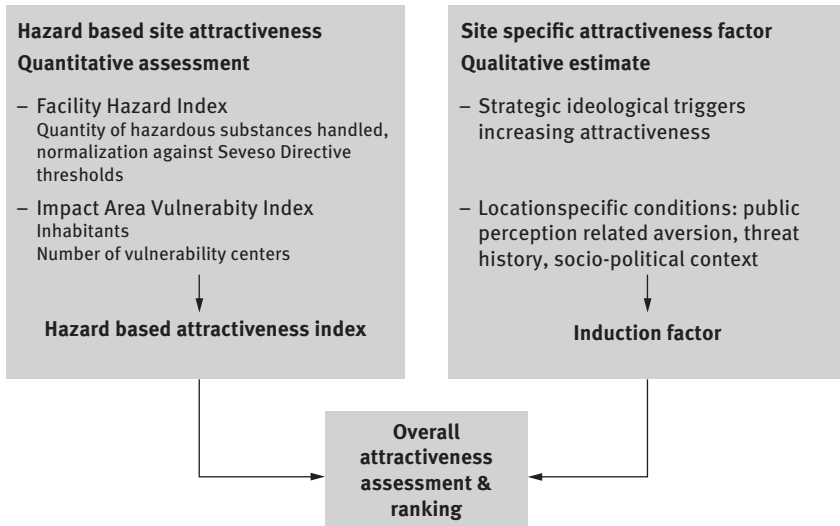 Hazard based site attractiveness
Quantitative assessment
– Facility Hazard Index
Quantity of hazardous substances handled,
normalization against Seveso Directive
thresholds
– Impact Area Vulnerabity Index
Inhabitants
Number of vulnerability centers
Hazard based attractiveness index
Site specific attractiveness factor
Qualitative estimate
– Strategic ideological triggers
increasing attractiveness
– Locationspecific conditions: public
perception related aversion, threat
history, socio-political context
Induction factor
Overall
attractiveness
assessment &
ranking